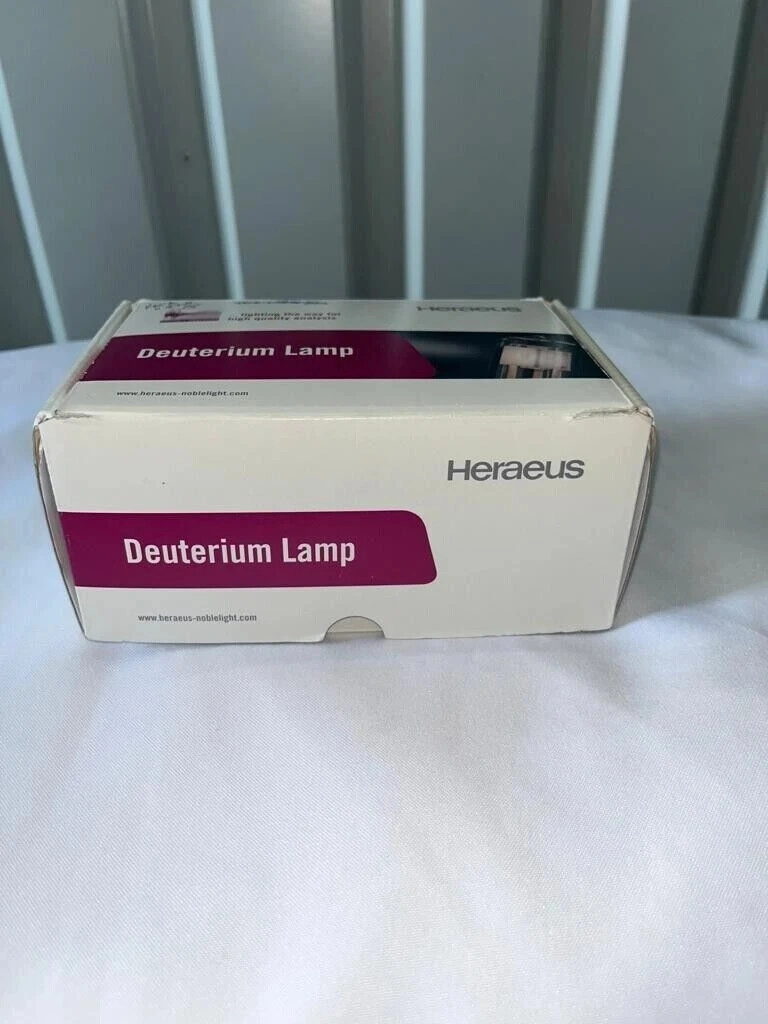 lighting the way for
high quality analysis
Heraeus
Deuterium Lamp
www.heraeus-noblelight.com
Heraeus
Deuterium Lamp
www.heraeus-noblelight.com